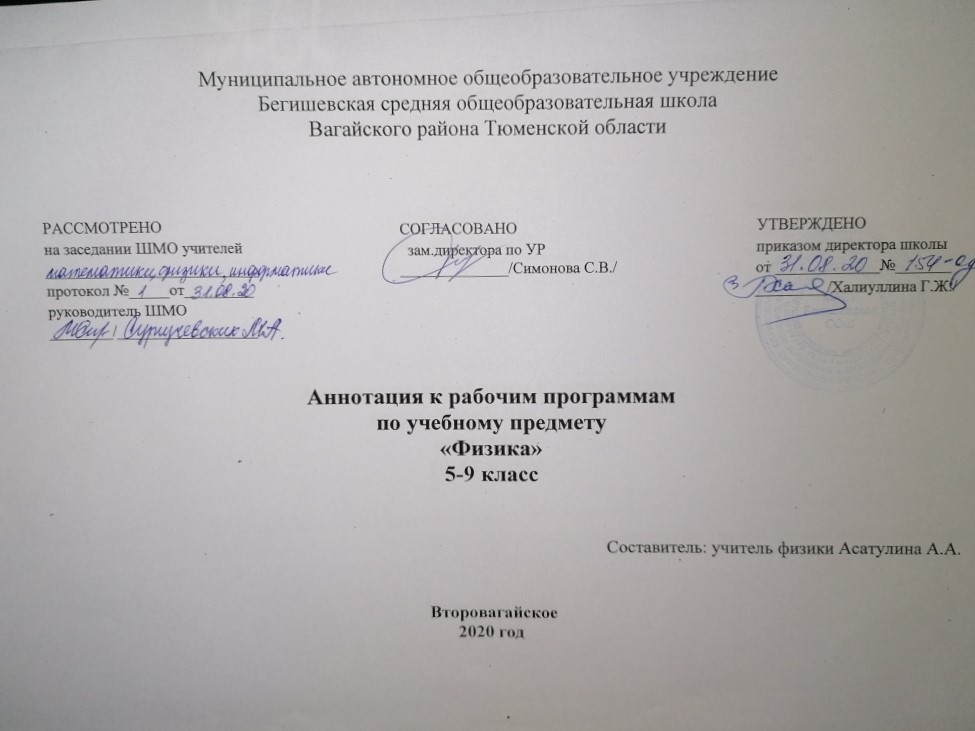 Муниципальное автономное общеобразовательное учреждение
Бегишевская средняя общеобразовательная школа
Вагайского района Тюменской области
РАССМОТРЕНО
на заседании ШМО учителей
математики, физики, информатики
протокол № 1 от 31.08.20
руководитель ШМО
СОГЛАСОВАНО
зам.директора по УР
/Симонова С.В./
УТВЕРЖДЕНО
приказом директора школы
от 31.08.20 № 154-од
/Халиуллина Г.Ж./
Аннотация к рабочим программам
по учебному предмету
«Физика»
5-9 класс
Составитель: учитель физики Асатулина А.А.
Второвагайское
2020 год